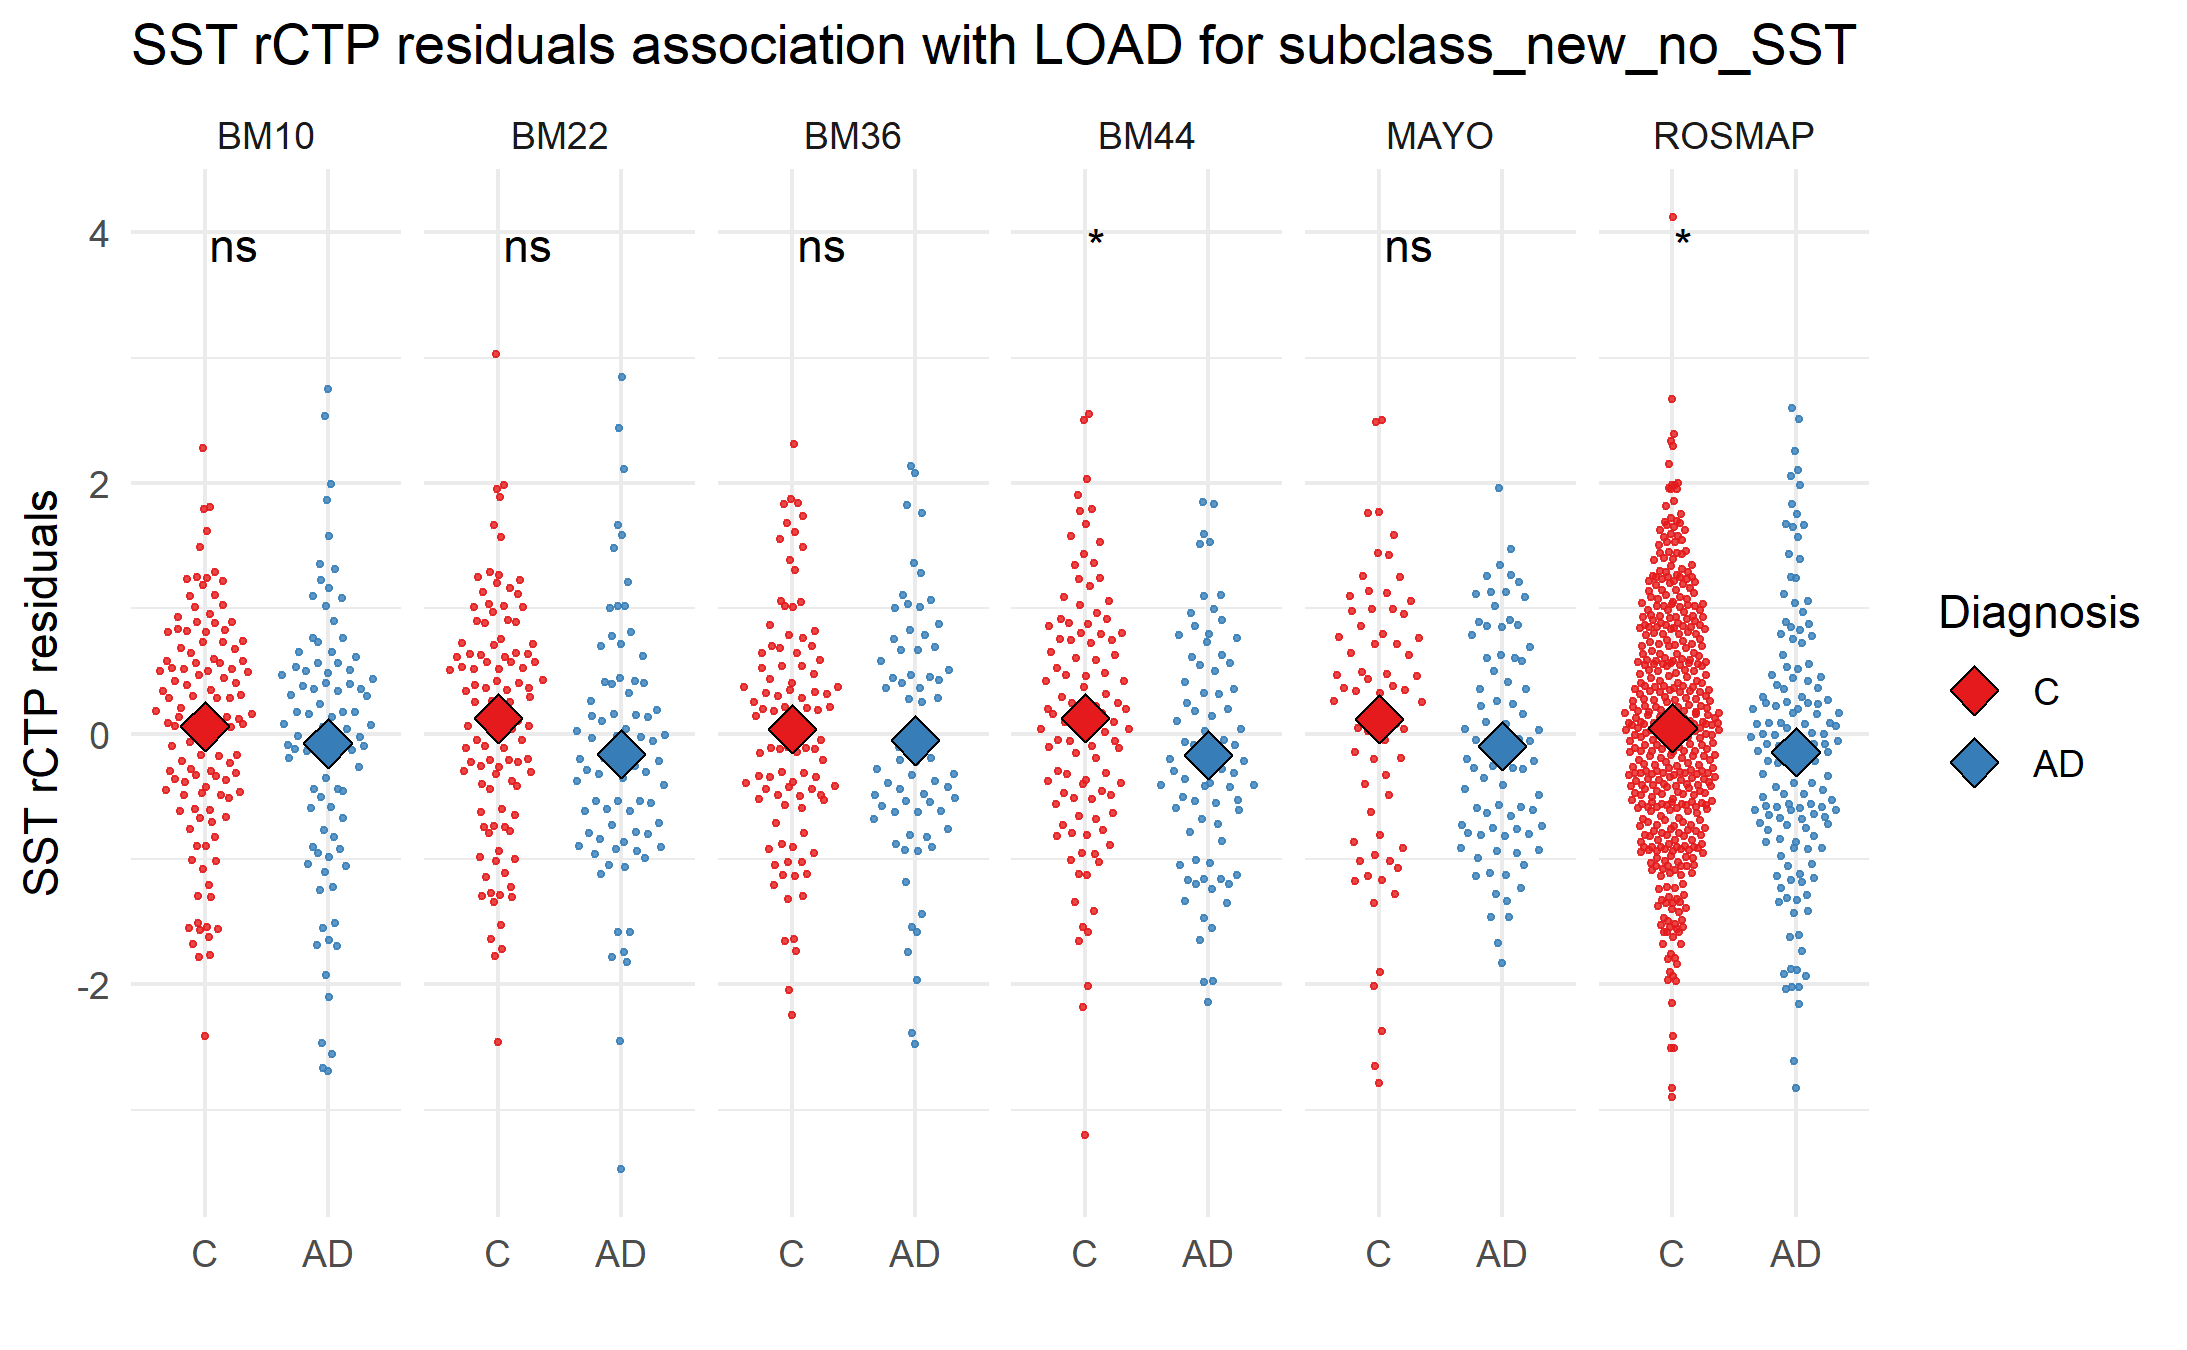 SST rCTP residuals association with LOAD for subclass_new_no_SST
BM10 BM22 BM36 BM44 MAYO ROSMAP
ns ns ns * ns *
4
2
0
-2
SST rCTP residuals
C AD C AD C AD C AD C AD C AD
Diagnosis
C
AD